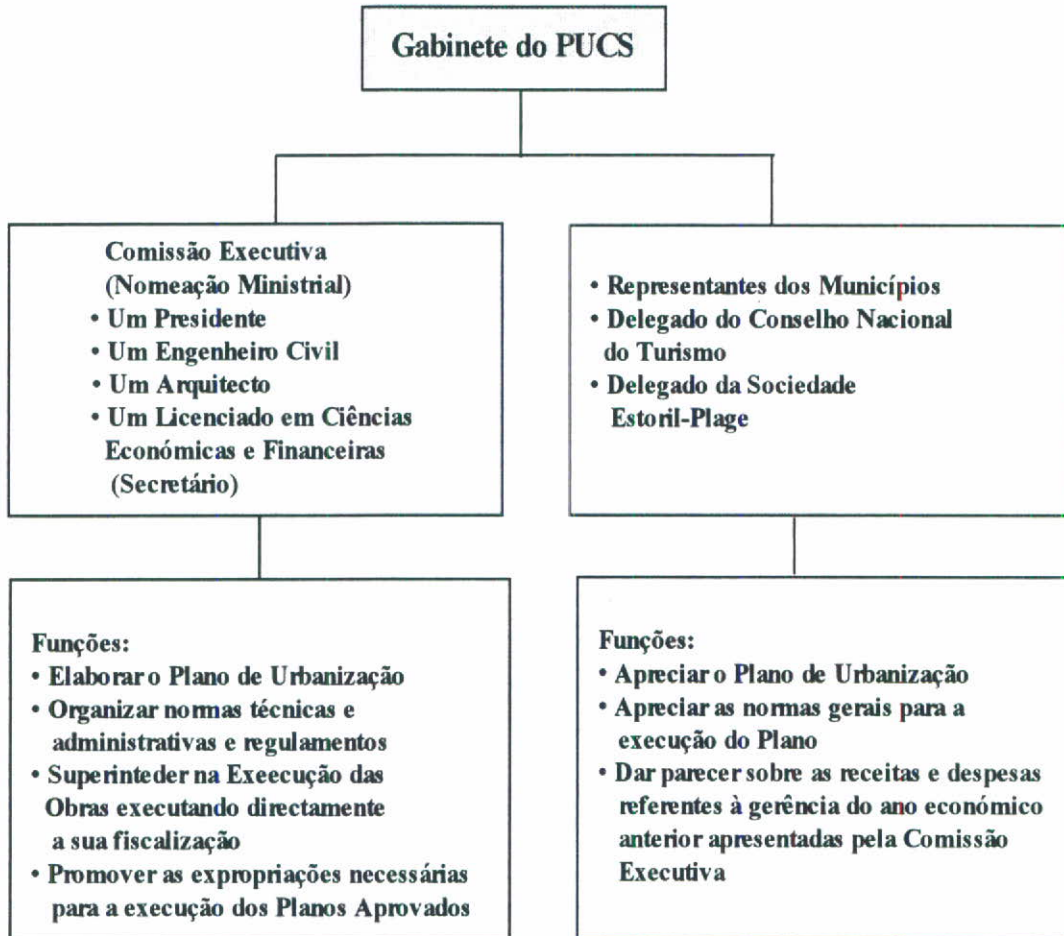 Gabinete do PUCS
Comissão Executiva
(Nomeação Ministrial)
• Um Presidente
• Um Engenheiro Civil
• Um Arquitecto
• Um Licenciado em Ciências
Económicas e Financeiras
(Secretário)
• Representantes dos Municípios
• Delegado do Conselho Nacional
do Turismo
• Delegado da Sociedade
Estoril-Plage
Funções:
• Elaborar o Plano de Urbanização
• Organizar normas técnicas e
administrativas e regulamentos
• Superinteder na Exeecução das
Obras executando directamente
a sua fiscalização
• Promover as expropriações necessárias
para a execução dos Planos Aprovados
Funções:
• Apreciar o Plano de Urbanização
• Apreciar as normas gerais para a
execução do Plano
• Dar parecer sobre as receitas e despesas
referentes à gerência do ano económico
anterior apresentadas pela Comissão
Executiva